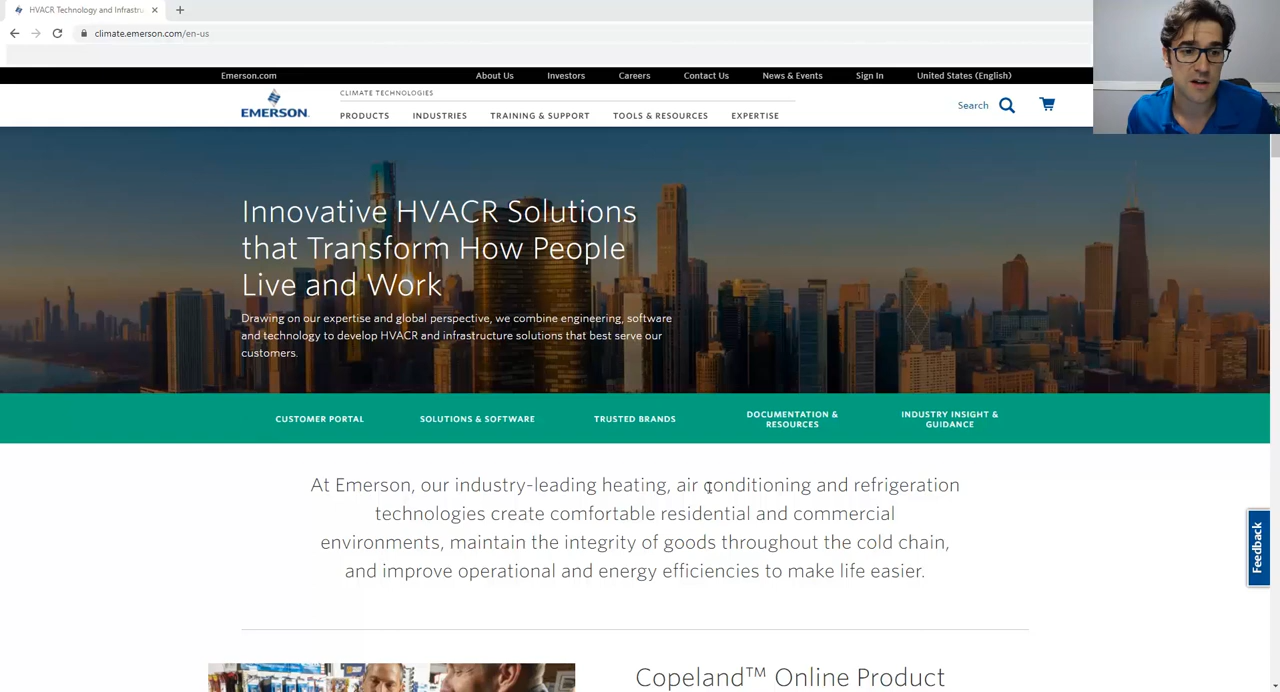 HVACR Technology and Infrastru
climate.emerson.com/en-us
Emerson.com
About Us
Investors
Careers
Contact Us
News & Events
Sign In
United States (English)
EMERSON
CLIMATE TECHNOLOGIES
PRODUCTS
INDUSTRIES
TRAINING & SUPPORT
TOOLS & RESOURCES
EXPERTISE
Search
Innovative HVACR Solutions
that Transform How People
Live and Work
Drawing on our expertise and global perspective, we combine engineering, software
and technology to develop HVACR and infrastructure solutions that best serve our
customers.
CUSTOMER PORTAL
SOLUTIONS & SOFTWARE
TRUSTED BRANDS
DOCUMENTATION &
RESOURCES
INDUSTRY INSIGHT &
GUIDANCE
At Emerson, our industry-leading heating, air conditioning and refrigeration
technologies create comfortable residential and commercial
environments, maintain the integrity of goods throughout the cold chain,
and improve operational and energy efficiencies to make life easier.
Feedback
Copeland™ Online Product